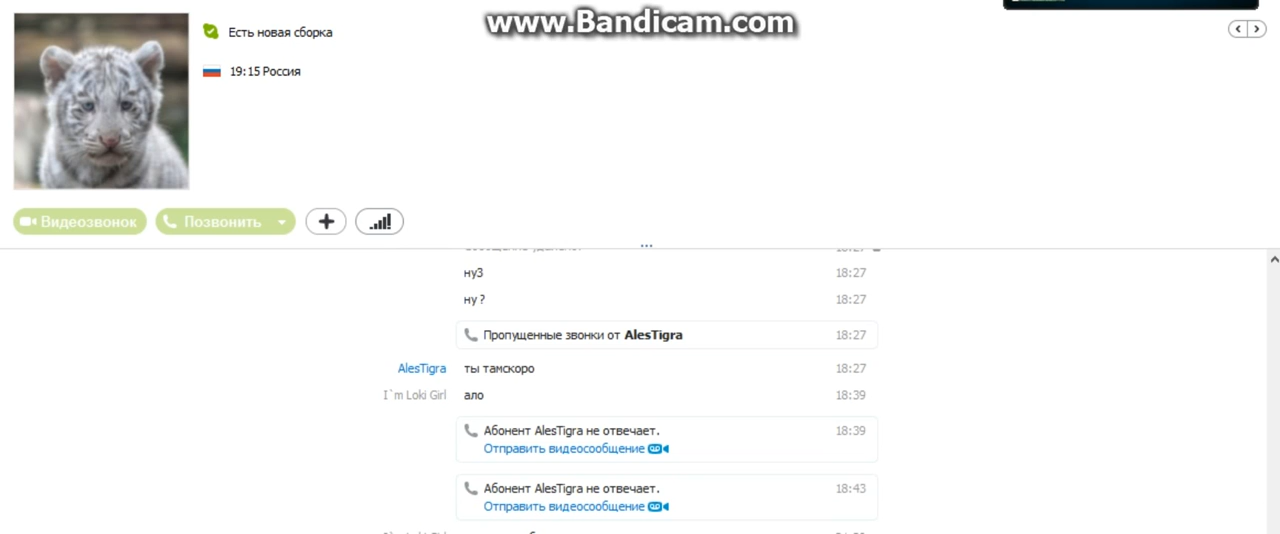 www.Bandicam.com
Есть новая сборка
19:15 Россия
Видеозвонок
Позвонить
18:27
ну3 18:27
ну ? 18:27
Пропущенные звонки от AlesTigra 18:27
AlesTigra ты тамскоро 18:27
I`m Loki Girl ало 18:39
Абонент AlesTigra не отвечает. 18:39
Отправить видеосообщение
Абонент AlesTigra не отвечает. 18:43
Отправить видеосообщение